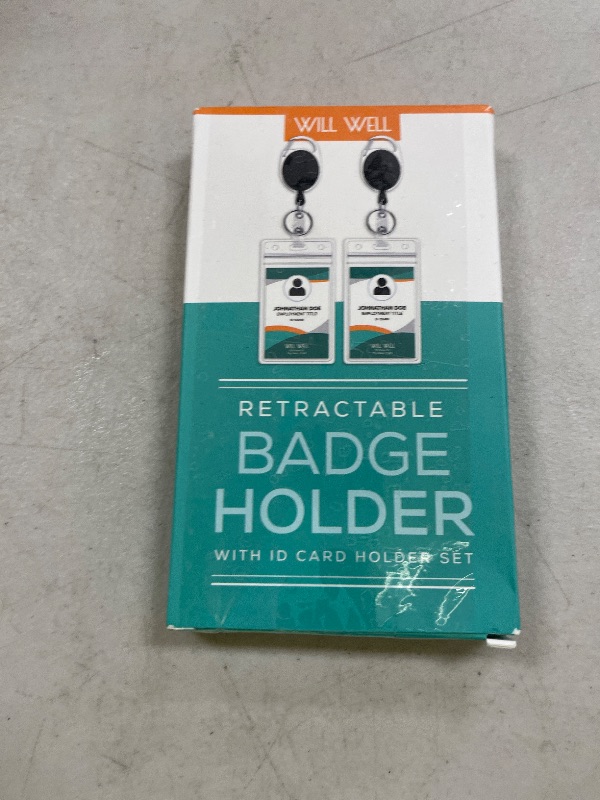 WILL WELL
JOHNATHAN DOE
EMPLOYMENT TITLE
JOHNATHAN DOE
EMPLOYMENT TITLE
WILL WELL
WILL WELL
RETRACTABLE
BADGE
HOLDER
WITH ID CARD HOLDER SET